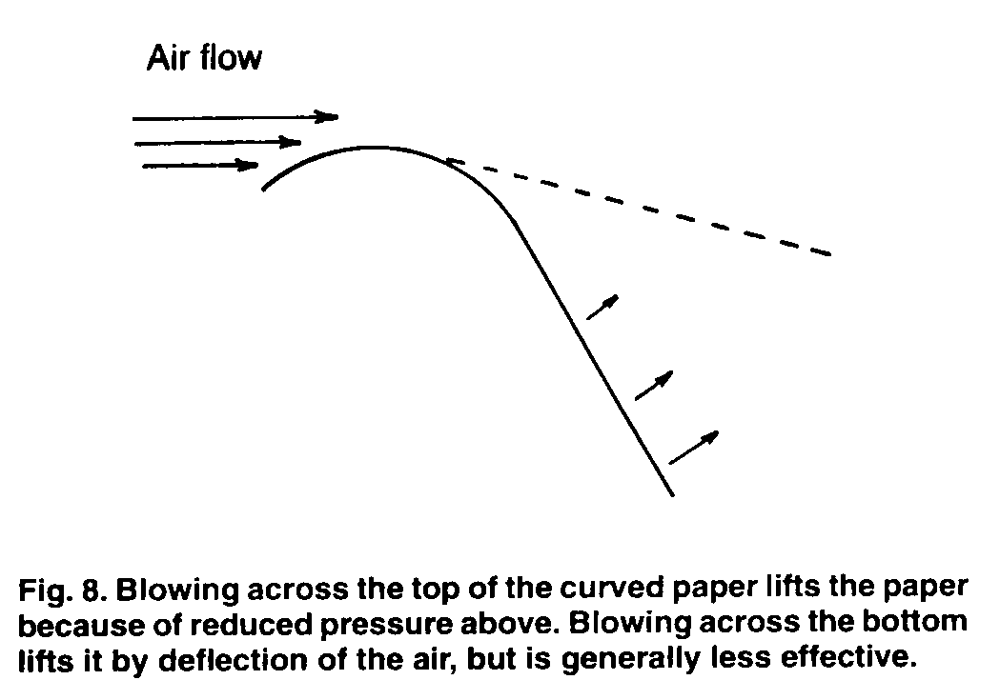 Air flow
Fig. 8. Blowing across the top of the curved paper lifts the paper
because of reduced pressure above. Blowing across the bottom
lifts it by deflection of the air, but is generally less effective.